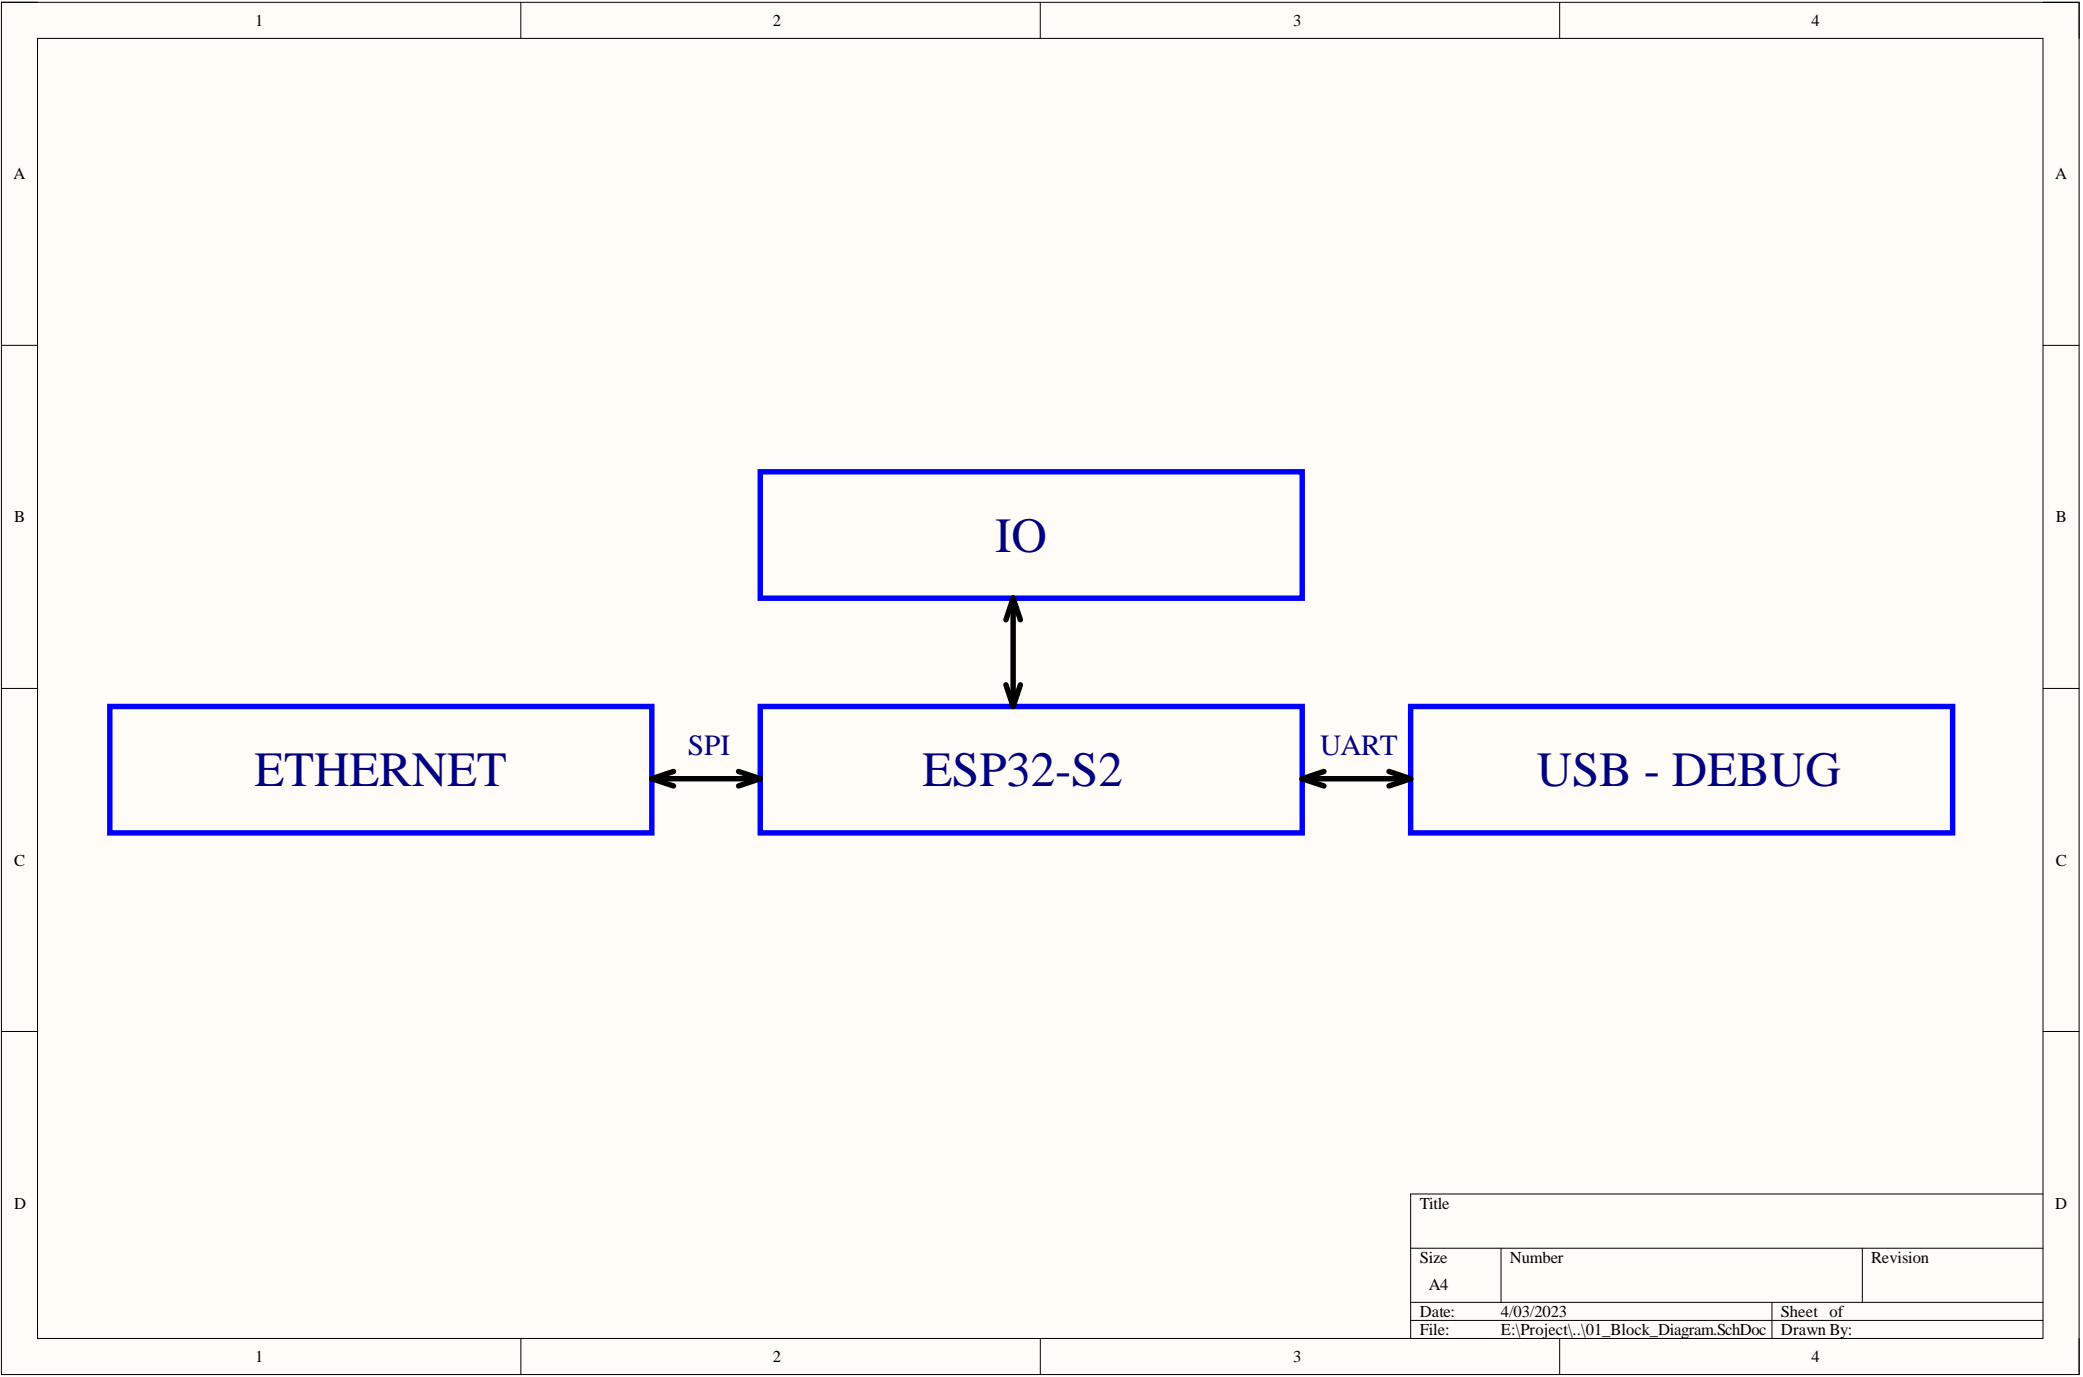 1 2 3 4
A A
B B
IO
SPI UART
ETHERNET ESP32-S2 USB - DEBUG
C C
D D
Title
Size Number Revision
A4
Date: 4/03/2023 Sheet of
File: E:\Project\..\01_Block_Diagram.SchDoc Drawn By:
1 2 3 4